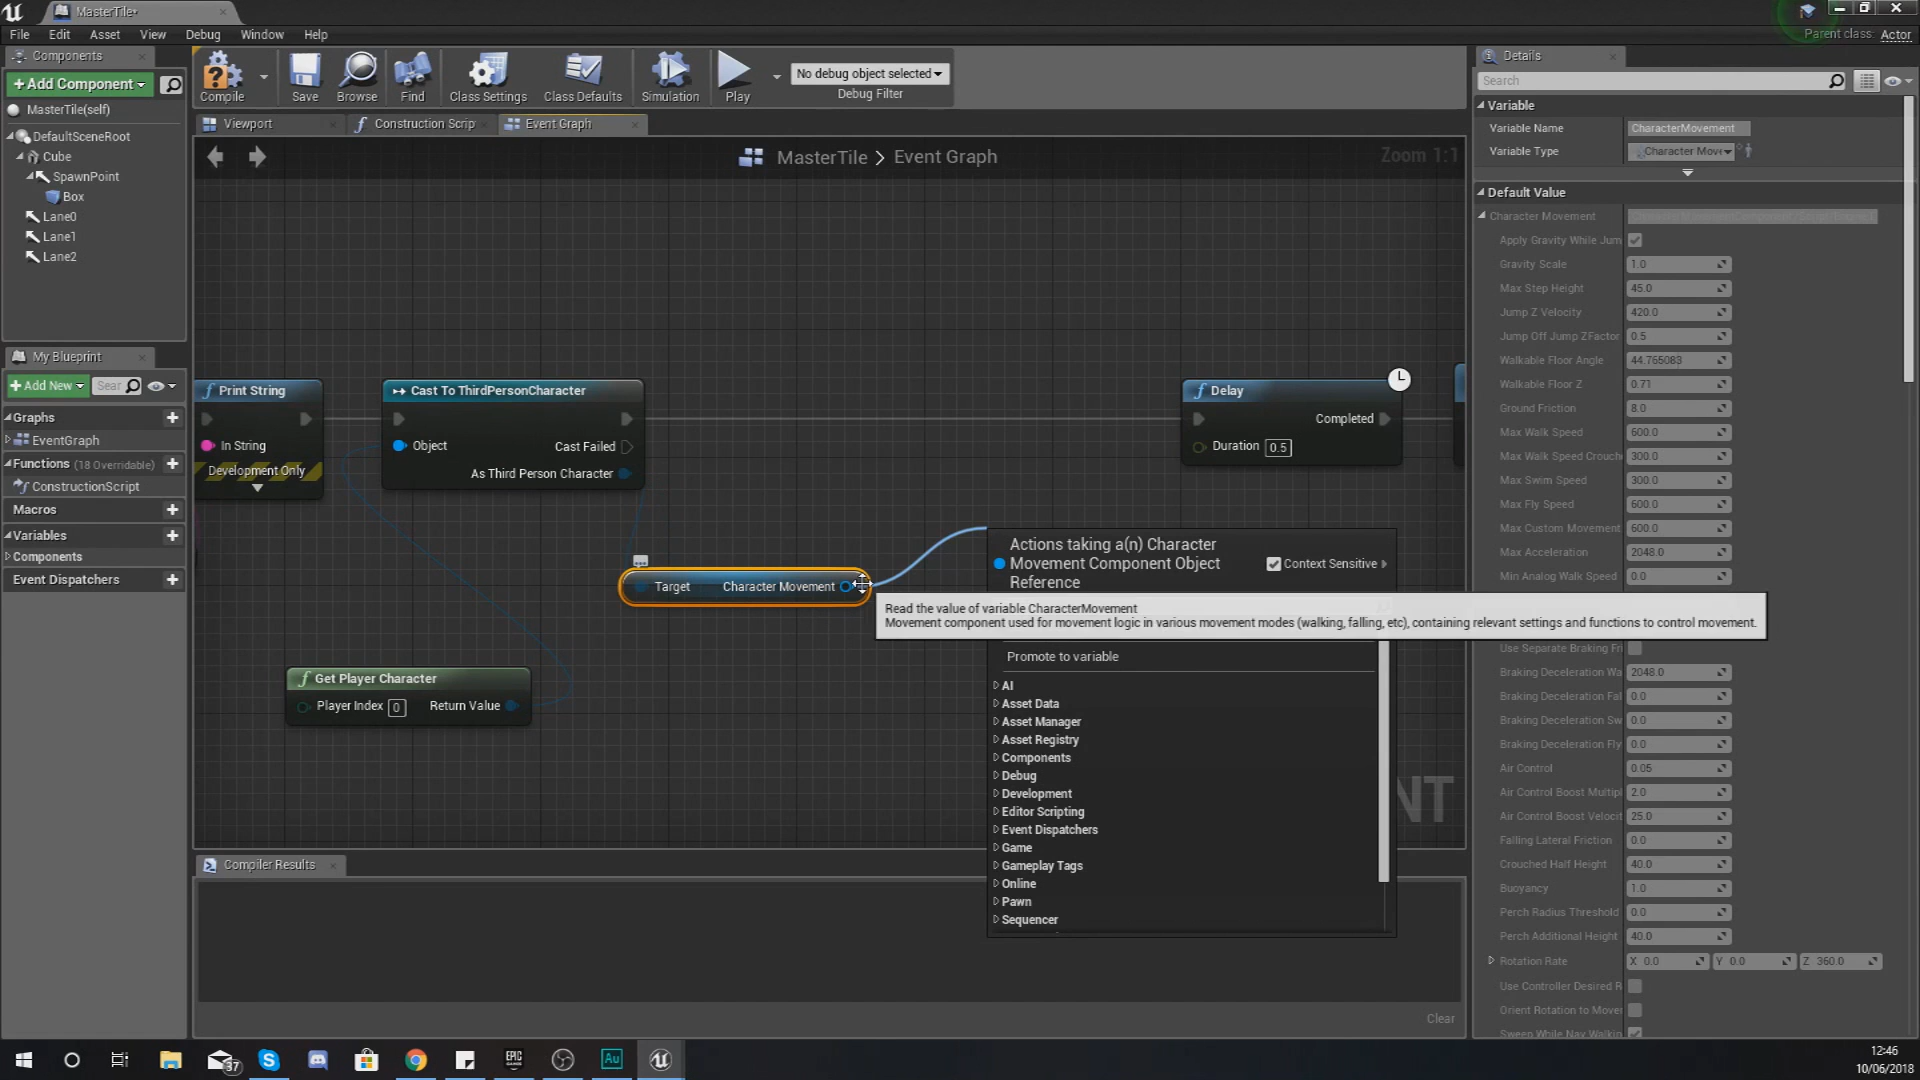 MasterTile*
File Edit Asset View Debug Window Help
Parent class: Actor
Components
+Add Component
MasterTile(self)
DefaultSceneRoot
Cube
SpawnPoint
Box
Lane0
Lane1
Lane2
Compile
Save
Browse
Find
Class Settings
Class Defaults
Simulation
Play
No debug object selected
Debug Filter
Viewport
Construction Scrip
Event Graph
MasterTile > Event Graph
Zoom 1:1
My Blueprint
+Add New
Sear
Graphs
EventGraph
Functions (18 Overridable)
ConstructionScript
Macros
Variables
Components
Event Dispatchers
Print String
In String
Development Only
Cast To ThirdPersonCharacter
Object
Cast Failed
As Third Person Character
Delay
Completed
Duration 0.5
Target Character Movement
Get Player Character
Player Index 0 Return Value
Actions taking a(n) Character
Movement Component Object
Reference
Context Sensitive
Read the value of variable CharacterMovement
Movement component used for movement logic in various movement modes (walking, falling, etc), containing relevant settings and functions to control movement.
Promote to variable
AI
Asset Data
Asset Manager
Asset Registry
Components
Debug
Development
Editor Scripting
Event Dispatchers
Game
Gameplay Tags
Online
Pawn
Sequencer
NT
Compiler Results
Clear
Details
Search
Variable
Variable Name CharacterMovement
Variable Type Character Move
Default Value
Character Movement
Apply Gravity While Jum
Gravity Scale 1.0
Max Step Height 45.0
Jump Z Velocity 420.0
Jump Off Jump ZFactor 0.5
Walkable Floor Angle 44.765083
Walkable Floor Z 0.71
Ground Friction 8.0
Max Walk Speed 600.0
Max Walk Speed Crouche 300.0
Max Swim Speed 300.0
Max Fly Speed 600.0
Max Custom Movement 600.0
Max Acceleration 2048.0
Min Analog Walk Speed 0.0
Use Separate Braking Fri
Braking Deceleration Wa 2048.0
Braking Deceleration Fal 0.0
Braking Deceleration Sw 0.0
Braking Deceleration Fly 0.0
Air Control 0.05
Air Control Boost Multipl 2.0
Air Control Boost Velocit 25.0
Falling Lateral Friction 0.0
Crouched Half Height 40.0
Buoyancy 1.0
Perch Radius Threshold 0.0
Perch Additional Height 40.0
Rotation Rate X 0.0 Y 0.0 Z 360.0
Use Controller Desired R
Orient Rotation to Mover
Sweep While Nav Walkin
37
EPIC
GAMES
Au
12:46
10/06/2018